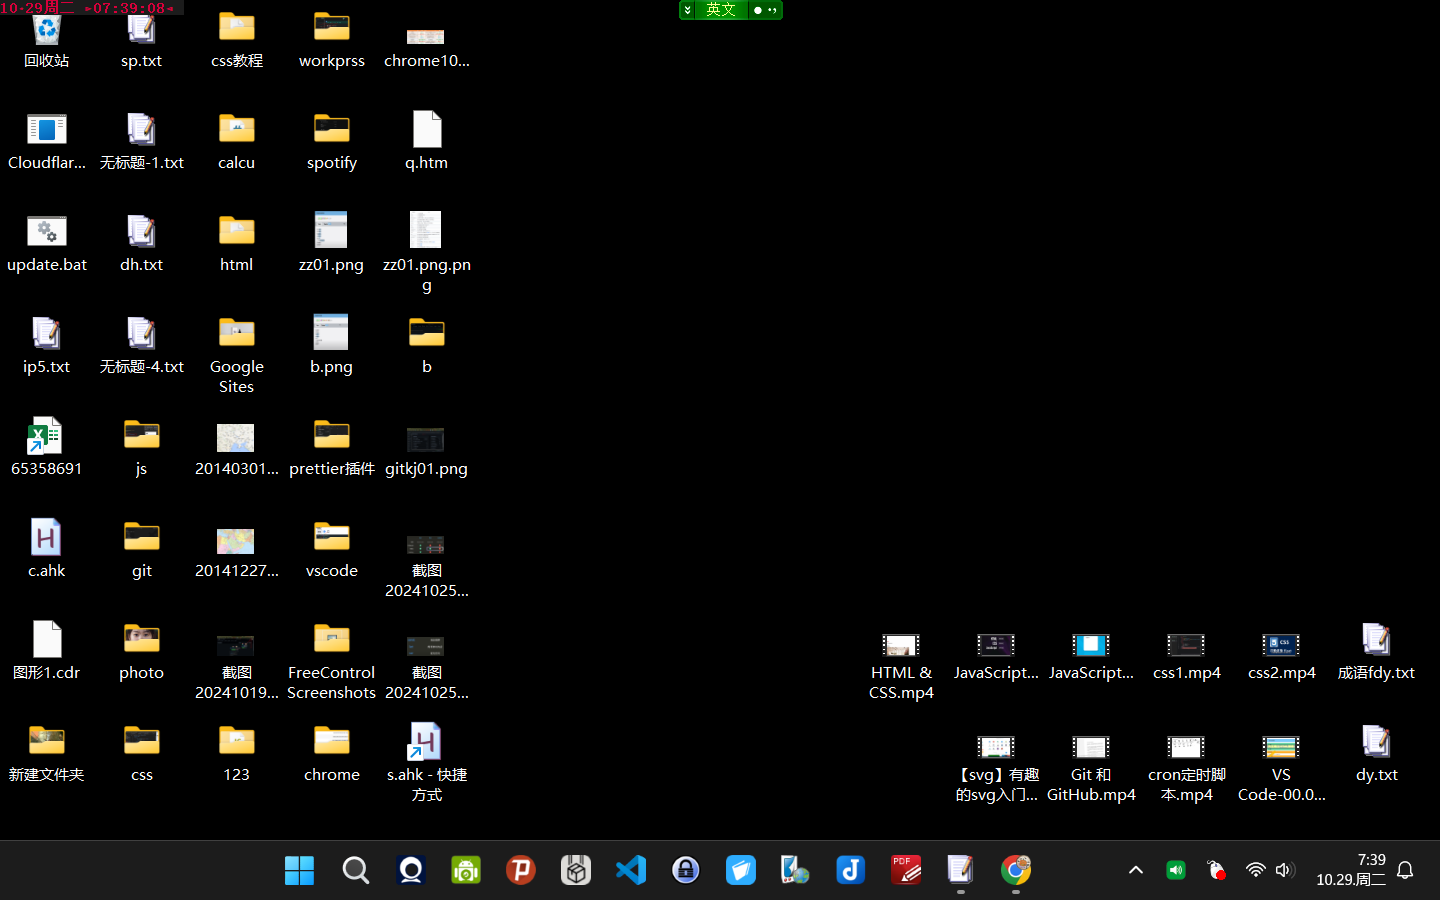 10-29周二 ▸07:39:08◂
英文
回收站
sp.txt
css教程
workprss
chrome10...
Cloudflar...
无标题-1.txt
calcu
spotify
q.htm
update.bat
dh.txt
html
zz01.png
zz01.png.pn
g
ip5.txt
无标题-4.txt
Google
Sites
b.png
b
65358691
js
20140301...
prettier插件
gitkj01.png
c.ahk
git
20141227...
vscode
截图
20241025...
图形1.cdr
photo
截图
20241019...
FreeControl
Screenshots
截图
20241025...
HTML &
CSS.mp4
JavaScript...
JavaScript...
css1.mp4
css2.mp4
成语fdy.txt
新建文件夹
css
123
chrome
s.ahk - 快捷
方式
【svg】有趣
的svg入门...
Git 和
GitHub.mp4
cron定时脚
本.mp4
VS
Code-00.0...
dy.txt
PDF
7:39
10.29.周二